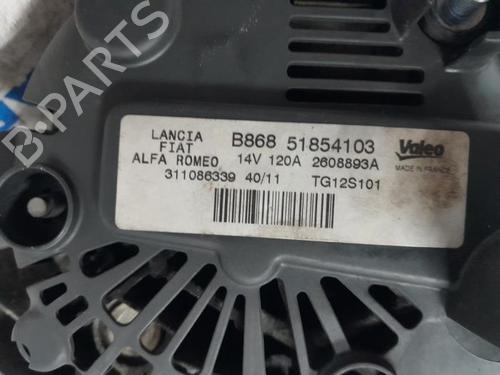 B-PARTS
LANCIA
FIAT
ALFA ROMEO
B868 51854103
14V 120A 2608893A
311086339 40/11 TG12S101
Valeo
MADE IN FRANCE